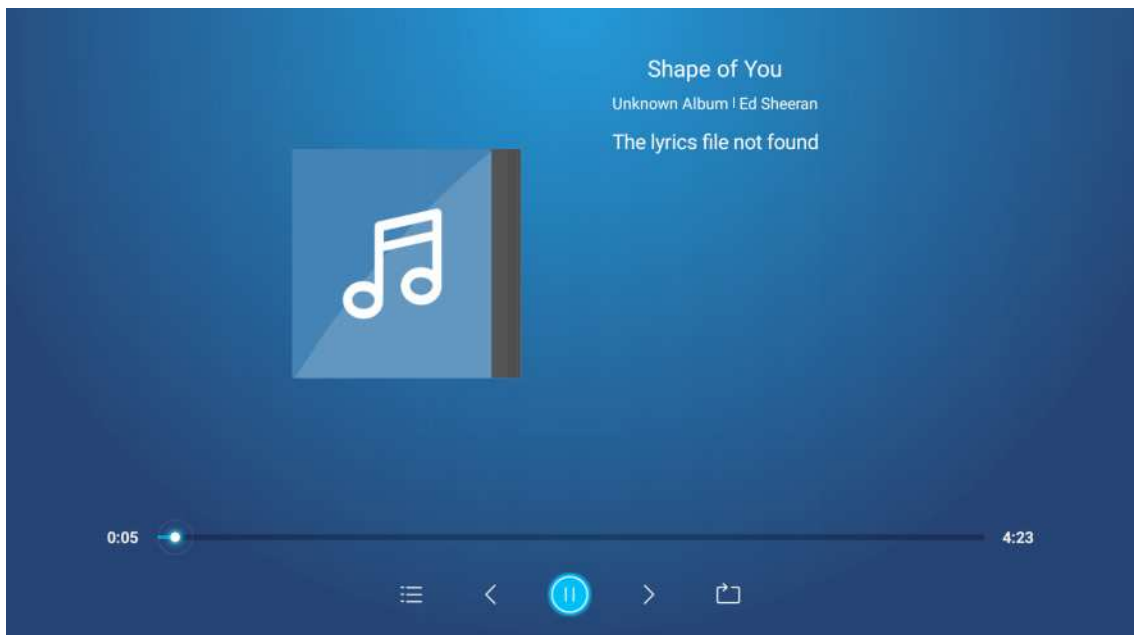 Shape of You
Unknown Album | Ed Sheeran
The lyrics file not found
0:05
4:23